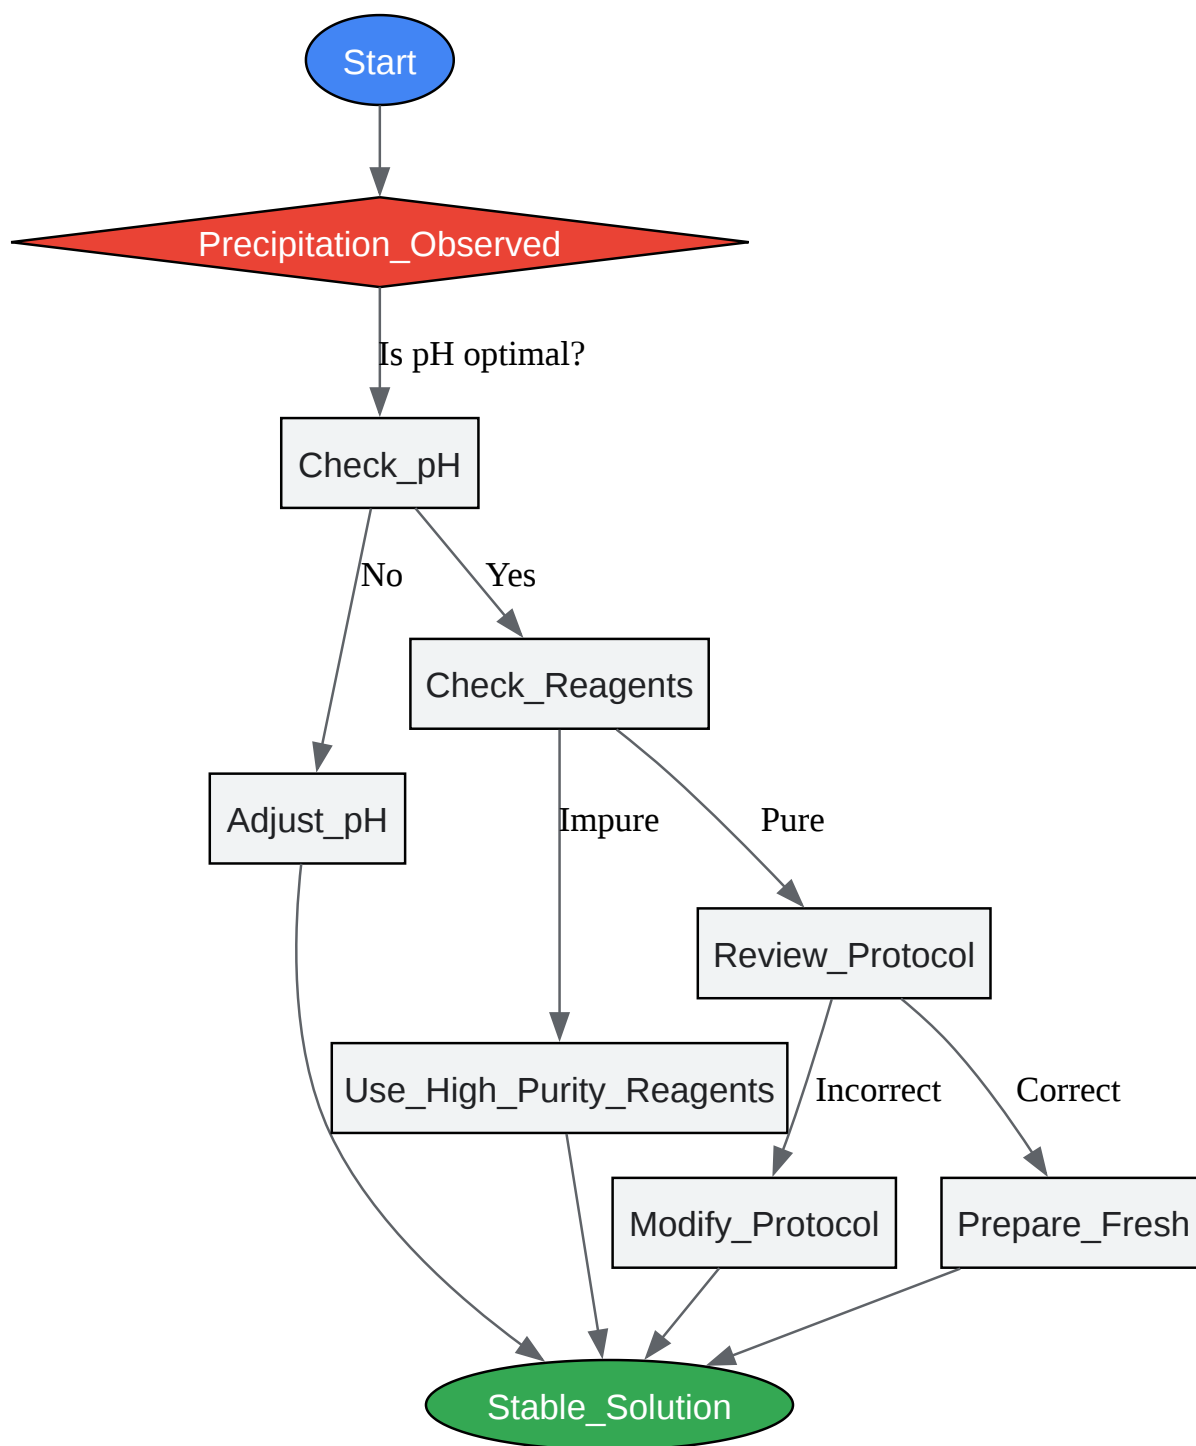 Start
Precipitation_Observed
Is pH optimal?
Check_pH
No
Yes
Check_Reagents
Adjust_pH
Impure
Pure
Review_Protocol
Use_High_Purity_Reagents
Incorrect
Correct
Modify_Protocol
Prepare_Fresh
Stable_Solution